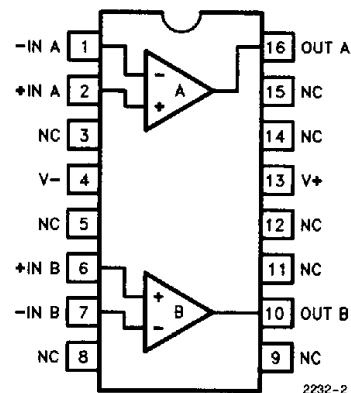 -IN A 1 16 OUT A
+IN A 2 - + A 15 NC
NC 3 14 NC
V- 4 13 V+
NC 5 12 NC
+IN B 6 11 NC
-IN B 7 + - B 10 OUT B
NC 8 9 NC
2232-2